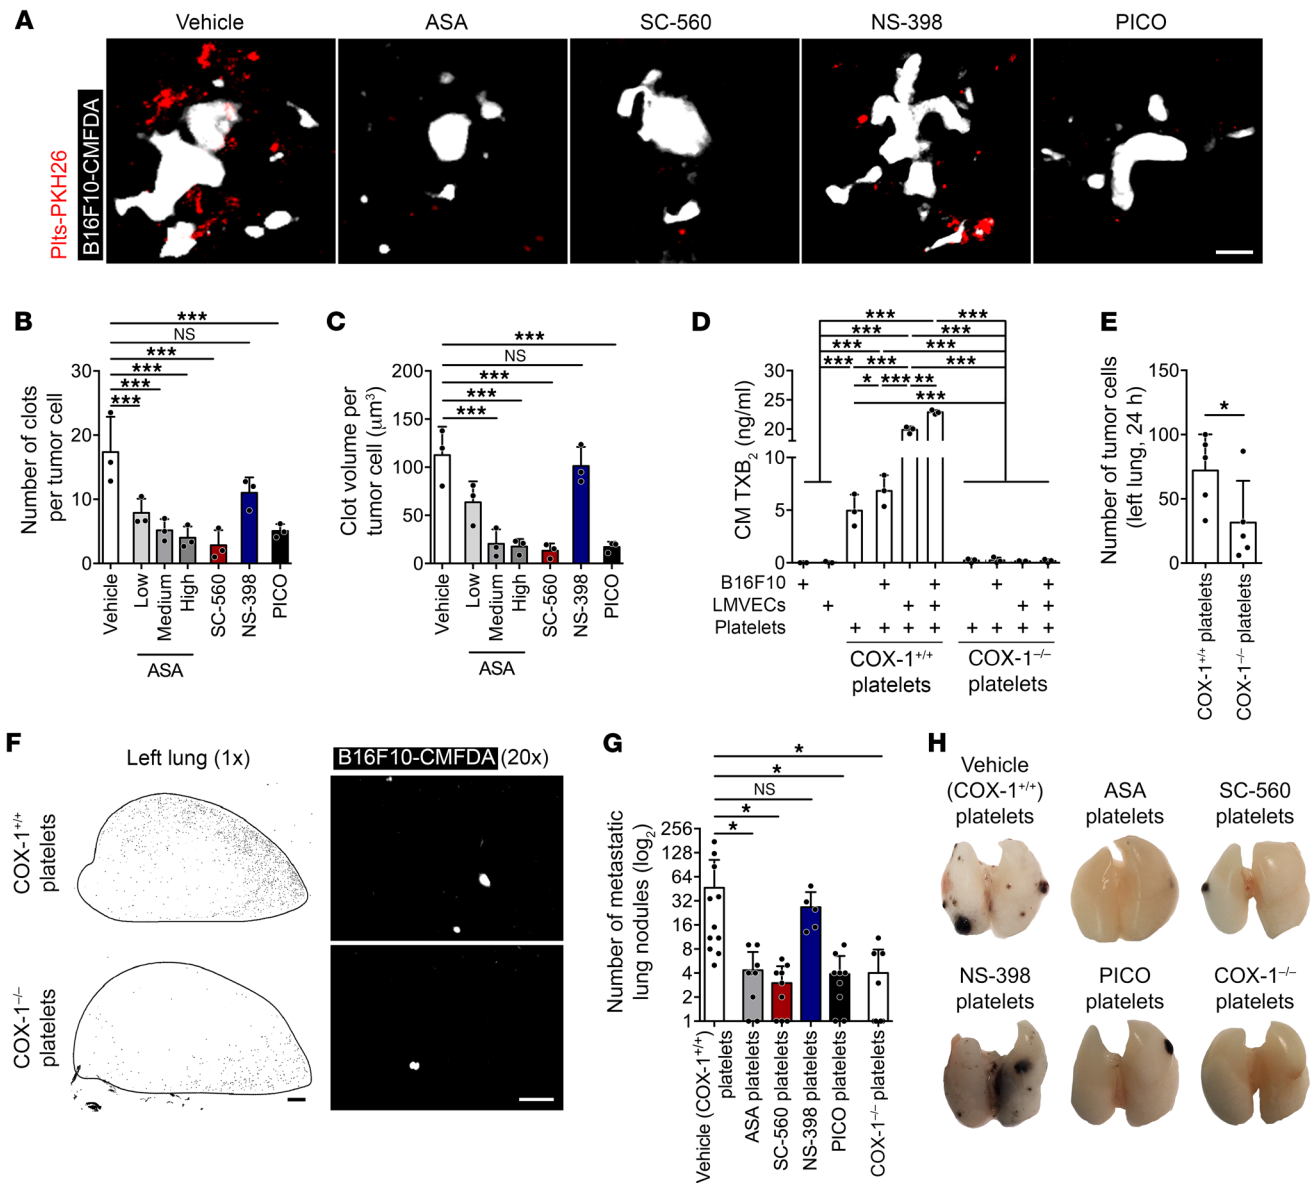 A
Vehicle
ASA
SC-560
NS-398
PICO
Plts-PKH26
B16F10-CMFDA
B
Number of clots
per tumor cell
30
20
10
0
***
NS
***
***
***
***
Vehicle
Low
Medium
High
SC-560
NS-398
PICO
ASA
C
Clot volume per
tumor cell (μm³)
200
150
100
50
0
***
NS
***
***
***
Vehicle
Low
Medium
High
SC-560
NS-398
PICO
ASA
D
CM TXB₂ (ng/ml)
30
25
20
10
5
0
*** ***
*** ***
*** ***
*** *** ***
* *** **
***
B16F10 + + + + +
LMVECs + + + + +
Platelets + + + + + + + +
COX-1⁺/⁺
platelets
COX-1⁻/⁻
platelets
E
Number of tumor cells
(left lung, 24 h)
150
100
50
0
*
COX-1⁺/⁺ platelets
COX-1⁻/⁻ platelets
F
Left lung (1x)
B16F10-CMFDA (20x)
COX-1⁺/⁺
platelets
COX-1⁻/⁻
platelets
G
Number of metastatic
lung nodules (log₂)
256
128
64
32
16
8
4
2
1
*
*
NS
*
*
Vehicle (COX-1⁺/⁺)
platelets
ASA platelets
SC-560 platelets
NS-398 platelets
PICO platelets
COX-1⁻/⁻ platelets
H
Vehicle
(COX-1⁺/⁺)
platelets
ASA
platelets
SC-560
platelets
NS-398
platelets
PICO
platelets
COX-1⁻/⁻
platelets